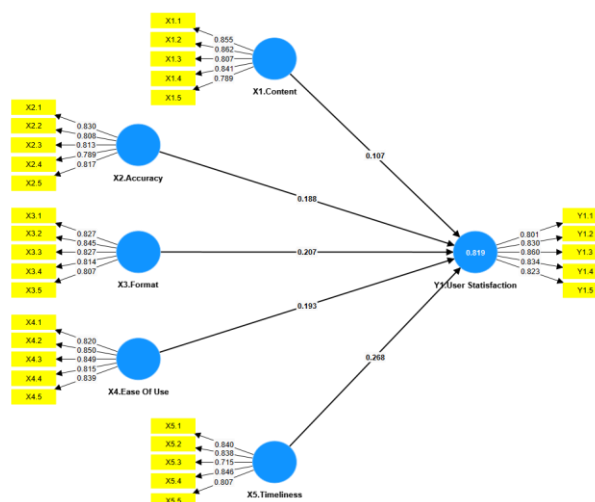 X1.1
X1.2
X1.3
X1.4
X1.5
0.855
0.862
0.807
0.841
0.789
X1.Content
X2.1
X2.2
X2.3
X2.4
X2.5
0.830
0.808
0.813
0.789
0.817
X2.Accuracy
X3.1
X3.2
X3.3
X3.4
X3.5
0.827
0.845
0.827
0.814
0.807
X3.Format
X4.1
X4.2
X4.3
X4.4
X4.5
0.820
0.850
0.849
0.815
0.839
X4.Ease Of Use
X5.1
X5.2
X5.3
X5.4
X5.5
0.840
0.838
0.715
0.846
0.807
X5.Timeliness
0.107
0.188
0.207
0.193
0.268
0.819
Y1.User Statisfaction
0.801
0.830
0.860
0.834
0.823
Y1.1
Y1.2
Y1.3
Y1.4
Y1.5